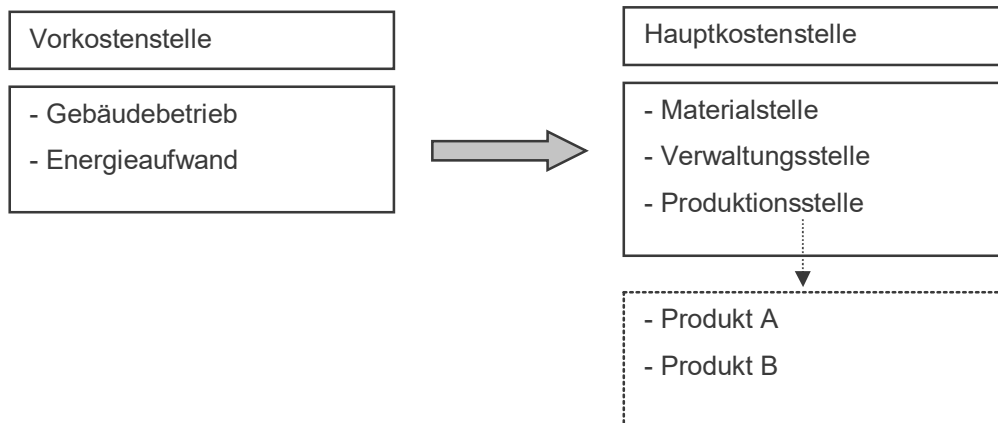 Vorkostenstelle
- Gebäudebetrieb
- Energieaufwand
Hauptkostenstelle
- Materialstelle
- Verwaltungsstelle
- Produktionsstelle
- Produkt A
- Produkt B